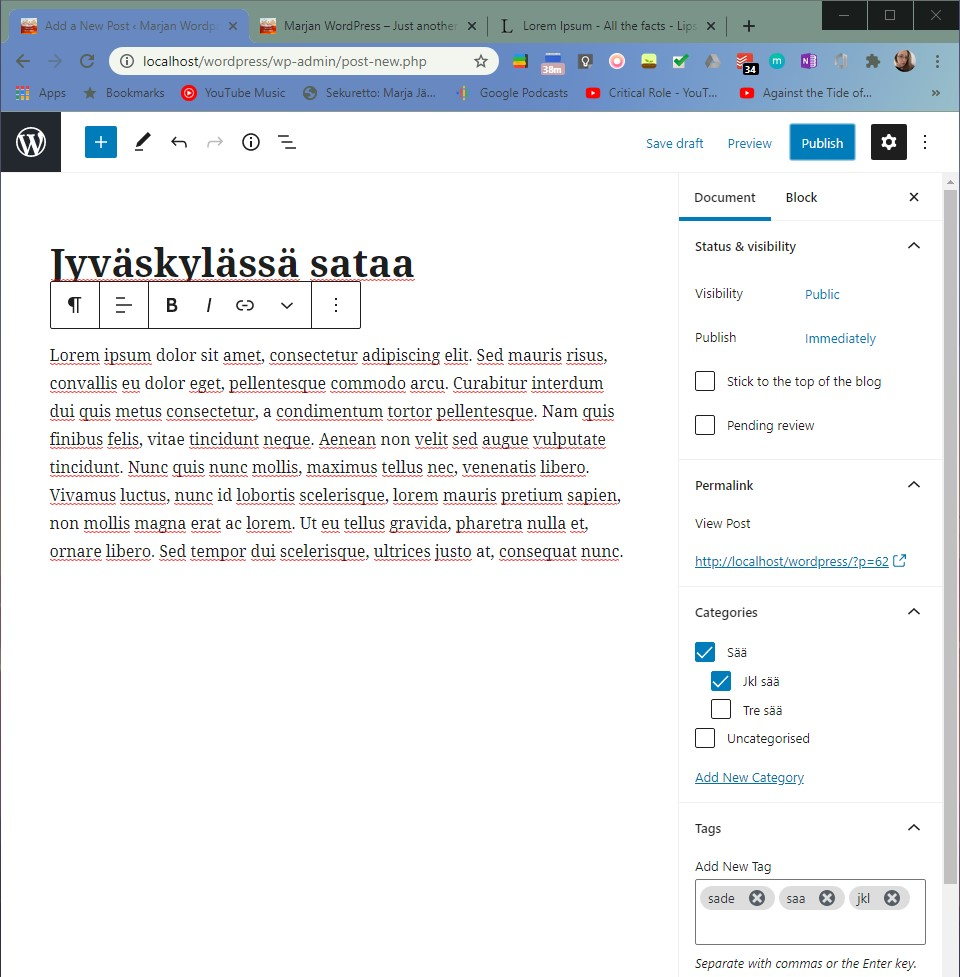 Add a New Post ‹ Marjan Wordpr
Marjan WordPress – Just another
Lorem Ipsum - All the facts - Lips
localhost/wordpress/wp-admin/post-new.php
38m
34
Apps
Bookmarks
YouTube Music
Sekuretto: Marja Jä...
Google Podcasts
Critical Role - YouT...
Against the Tide of...
»
Save draft
Preview
Publish
Document
Block
Status & visibility
Jyväskylässä sataa
Visibility
Public
B I
Publish
Immediately
Stick to the top of the blog
Pending review
Lorem ipsum dolor sit amet, consectetur adipiscing elit. Sed mauris risus,
convallis eu dolor eget, pellentesque commodo arcu. Curabitur interdum
dui quis metus consectetur, a condimentum tortor pellentesque. Nam quis
finibus felis, vitae tincidunt neque. Aenean non velit sed augue vulputate
tincidunt. Nunc quis nunc mollis, maximus tellus nec, venenatis libero.
Vivamus luctus, nunc id lobortis scelerisque, lorem mauris pretium sapien,
non mollis magna erat ac lorem. Ut eu tellus gravida, pharetra nulla et,
ornare libero. Sed tempor dui scelerisque, ultrices justo at, consequat nunc.
Permalink
View Post
http://localhost/wordpress/?p=62
Categories
Sää
Jkl sää
Tre sää
Uncategorised
Add New Category
Tags
Add New Tag
sade
saa
jkl
Separate with commas or the Enter key.